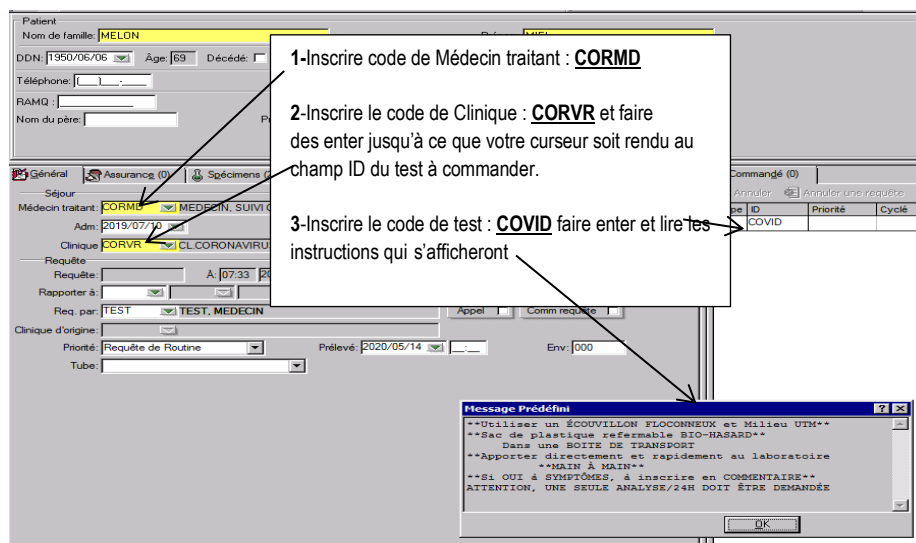 Patient
Nom de famille: MELON
DDN: 1950/06/06 Âge: 69 Décédé:
Téléphone: (___)___-____
RAMQ :
Nom du père:
1-Inscrire code de Médecin traitant : CORMD
2-Inscrire le code de Clinique : CORVR et faire
des enter jusqu'à ce que votre curseur soit rendu au
champ ID du test à commander.
3-Inscrire le code de test : COVID faire enter et lire les
instructions qui s'afficheront
Général Assurance (0) Spécimens
Commandé (0)
Annuler Annuler une requête
Séjour
Médecin traitant: CORMD MEDECIN, SUIVI
ID Priorité Cyclé
COVID
Adm: 2019/07/10
Clinique CORVR CL.CORONAVIRUS
Requête
Requête: À: 07:33
Rapporter à:
Req. par: TEST TEST, MEDECIN Appel Comm requête
Clinique d'origine:
Priorité: Requête de Routine Prélevé: 2020/05/14 __:__ Env: 000
Tube:
Message Prédéfini
**Utiliser un ÉCOUVILLON FLOCONNEUX et Milieu UTM**
**Sac de plastique refermable BIO-HASARD**
Dans une BOITE DE TRANSPORT
**Apporter directement et rapidement au laboratoire
**MAIN À MAIN**
**Si OUI à SYMPTÔMES, à inscrire en COMMENTAIRE**
ATTENTION, UNE SEULE ANALYSE/24H DOIT ÊTRE DEMANDÉE
OK